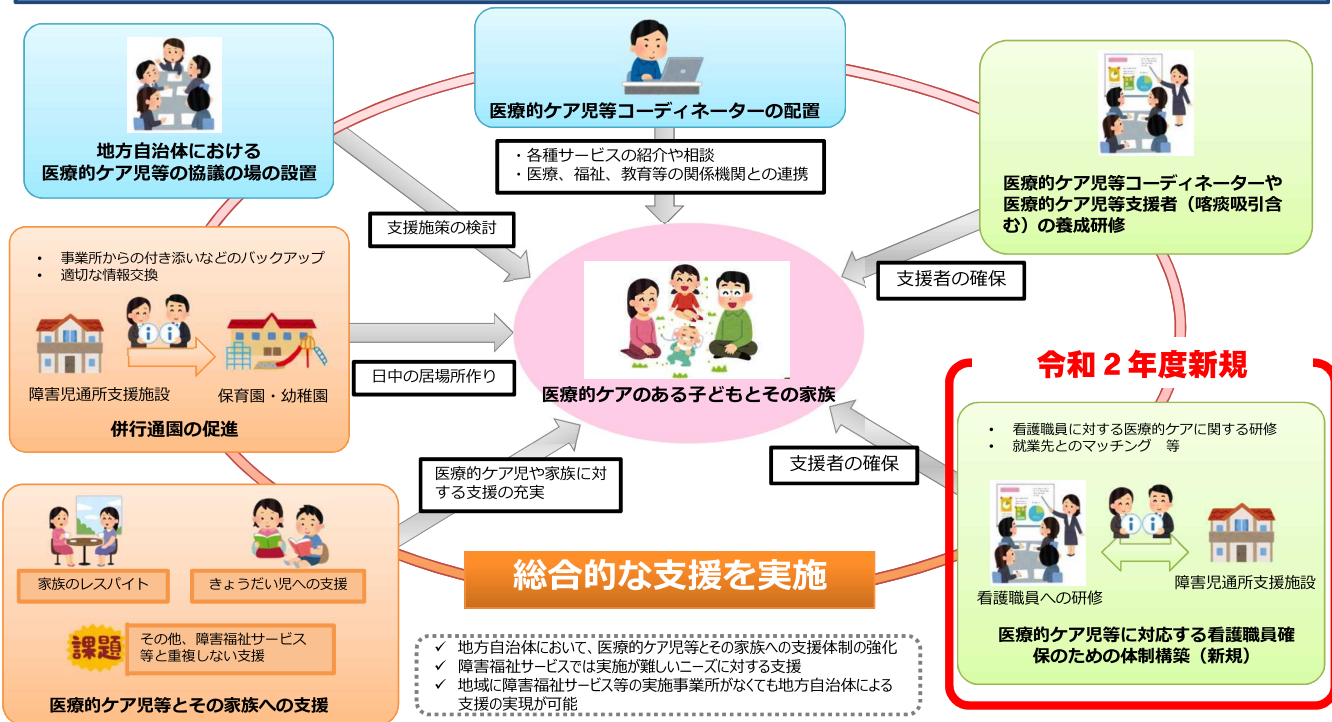 地方自治体における
医療的ケア児等の協議の場の設置
医療的ケア児等コーディネーターの配置
・各種サービスの紹介や相談
・医療、福祉、教育等の関係機関との連携
医療的ケア児等コーディネーターや
医療的ケア児等支援者（喀痰吸引含
む）の養成研修
支援施策の検討
支援者の確保
• 事業所からの付き添いなどのバックアップ
• 適切な情報交換
障害児通所支援施設
保育園・幼稚園
併行通園の促進
日中の居場所作り
医療的ケアのある子どもとその家族
令和２年度新規
• 看護職員に対する医療的ケアに関する研修
• 就業先とのマッチング　等
看護職員への研修
障害児通所支援施設
医療的ケア児等に対応する看護職員確
保のための体制構築（新規）
支援者の確保
医療的ケア児や家族に対
する支援の充実
家族のレスパイト
きょうだい児への支援
課題
その他、障害福祉サービス
等と重複しない支援
医療的ケア児等とその家族への支援
総合的な支援を実施
✓ 地方自治体において、医療的ケア児等とその家族への支援体制の強化
✓ 障害福祉サービスでは実施が難しいニーズに対する支援
✓ 地域に障害福祉サービス等の実施事業所がなくても地方自治体による
支援の実現が可能